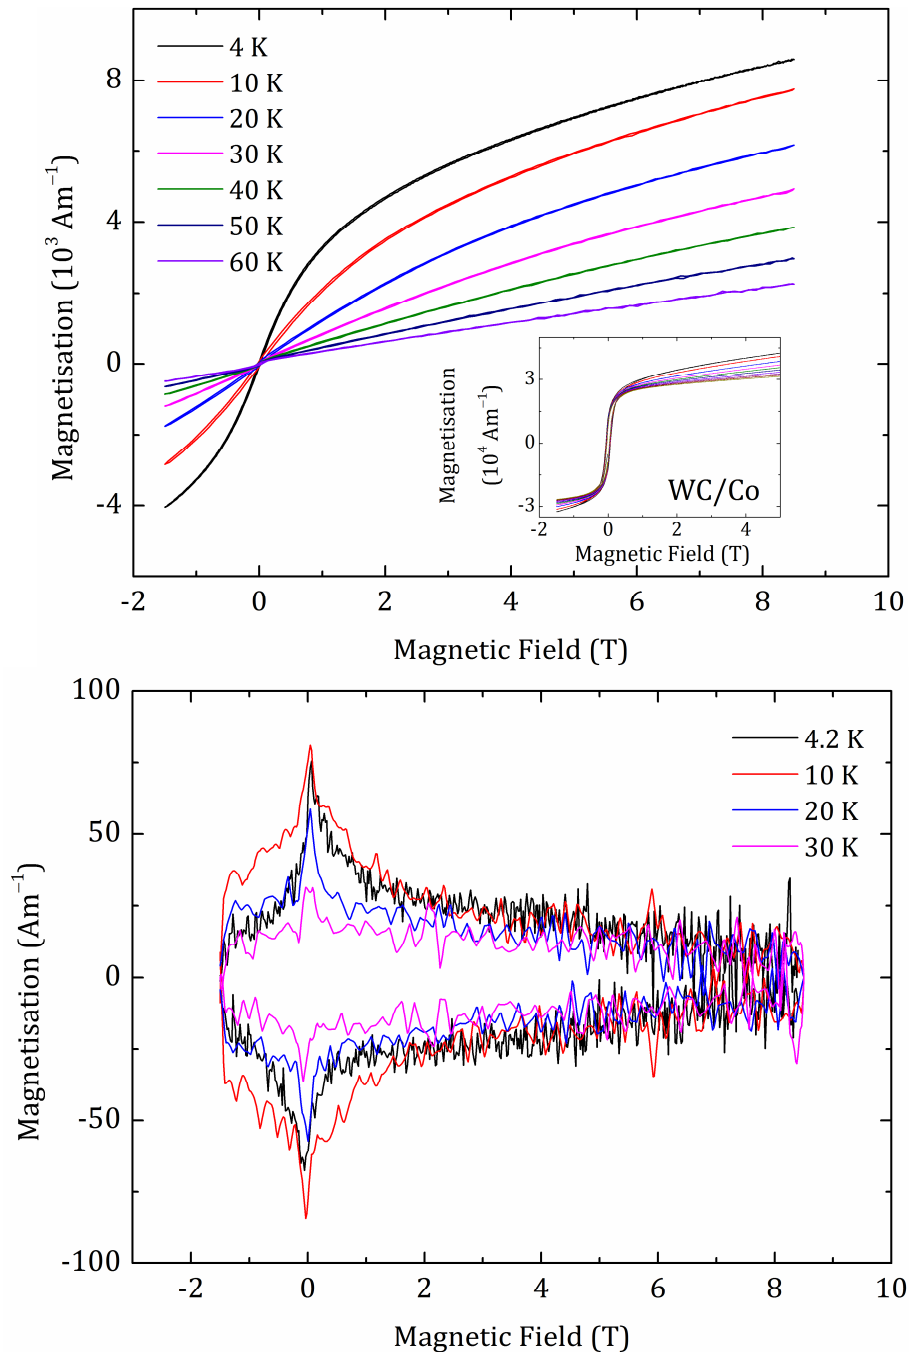 8
4
0
-4
Magnetisation (10³ Am⁻¹)
4 K
10 K
20 K
30 K
40 K
50 K
60 K
3
0
-3
Magnetisation
(10⁴ Am⁻¹)
WC/Co
-2 0 2 4
Magnetic Field (T)
-2 0 2 4 6 8 10
Magnetic Field (T)
100
50
0
-50
-100
Magnetisation (Am⁻¹)
4.2 K
10 K
20 K
30 K
-2 0 2 4 6 8 10
Magnetic Field (T)